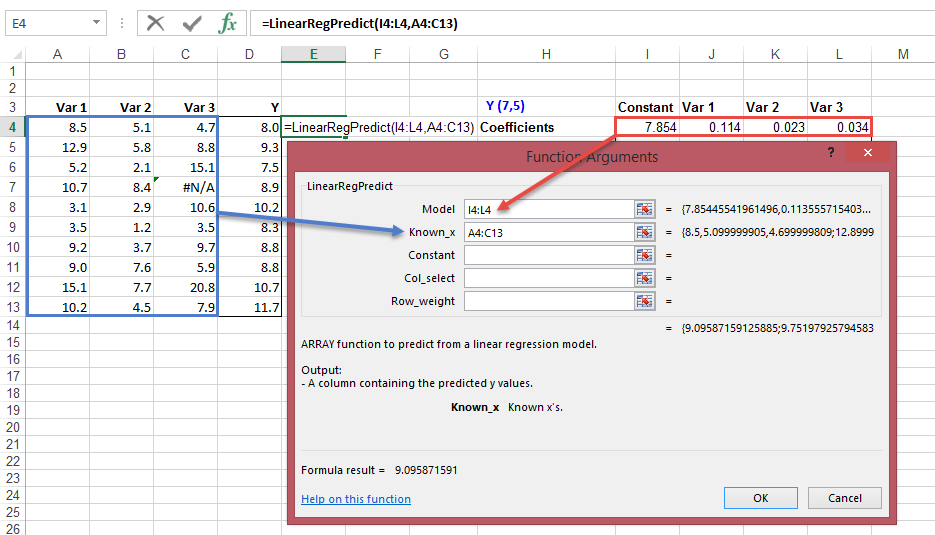 E4 =LinearRegPredict(I4:L4,A4:C13)
A B C D E F G H I J K L M
1
2
3 Var 1 Var 2 Var 3 Y Y (7,5) Constant Var 1 Var 2 Var 3
4 8.5 5.1 4.7 8.0 =LinearRegPredict(I4:L4,A4:C13) Coefficients 7.854 0.114 0.023 0.034
5 12.9 5.8 8.8 9.3
6 5.2 2.1 15.1 7.5
7 10.7 8.4 #N/A 8.9
8 3.1 2.9 10.6 10.2
9 3.5 1.2 3.5 8.3
10 9.2 3.7 9.7 8.8
11 9.0 7.6 5.9 8.8
12 15.1 7.7 20.8 10.7
13 10.2 4.5 7.9 11.7
14
15
16
17
18
19
20
21
22
23
24
25
26
Function Arguments ? ×
LinearRegPredict
Model I4:L4 = {7.85445541961496,0.113555715403...
Known_x A4:C13 = {8.5,5.099999905,4.699999809;12.8999
Constant =
Col_select =
Row_weight =
= {9.09587159125885;9.75197925794583
ARRAY function to predict from a linear regression model.
Output:
- A column containing the predicted y values.
Known_x Known x's.
Formula result = 9.095871591
Help on this function
OK Cancel